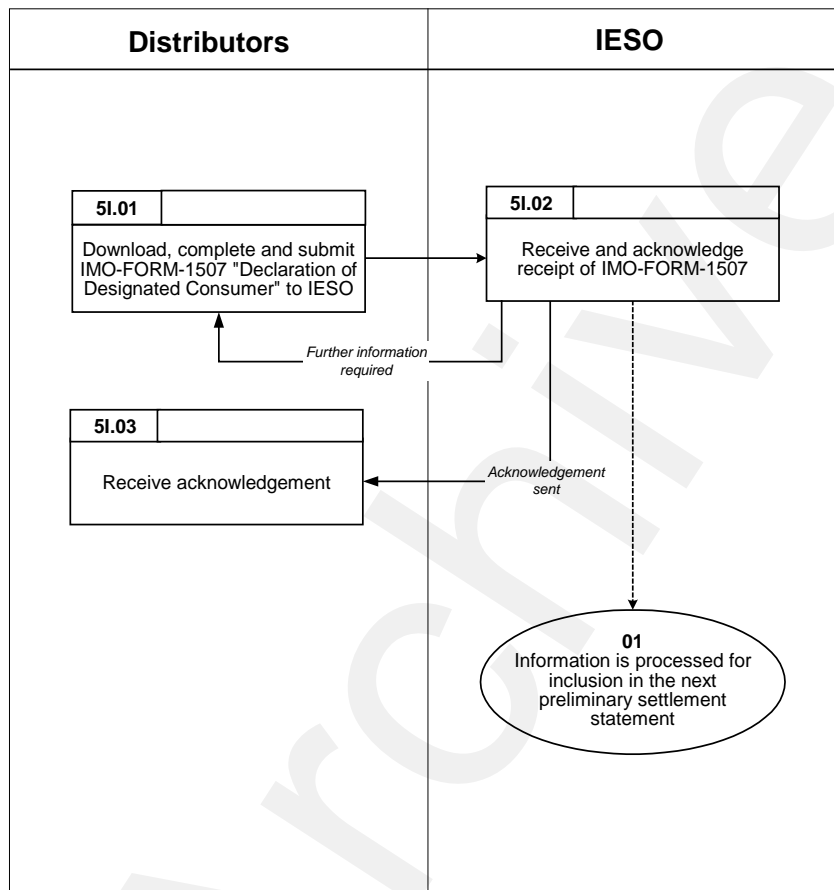 Distributors
IESO
5I.01
Download, complete and submit
IMO-FORM-1507 "Declaration of
Designated Consumer" to IESO
5I.02
Receive and acknowledge
receipt of IMO-FORM-1507
Further information
required
5I.03
Receive acknowledgement
Acknowledgement
sent
01
Information is processed for
inclusion in the next
preliminary settlement
statement
rchive